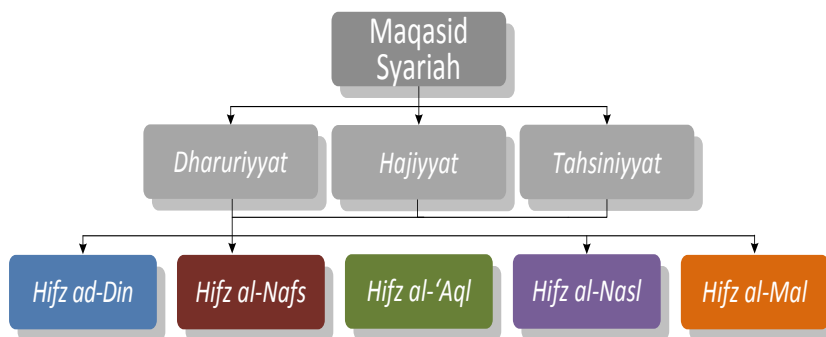 Maqasid
Syariah
Dharuriyyat
Hajiyyat
Tahsiniyyat
Hifz ad-Din
Hifz al-Nafs
Hifz al-‘Aql
Hifz al-Nasl
Hifz al-Mal